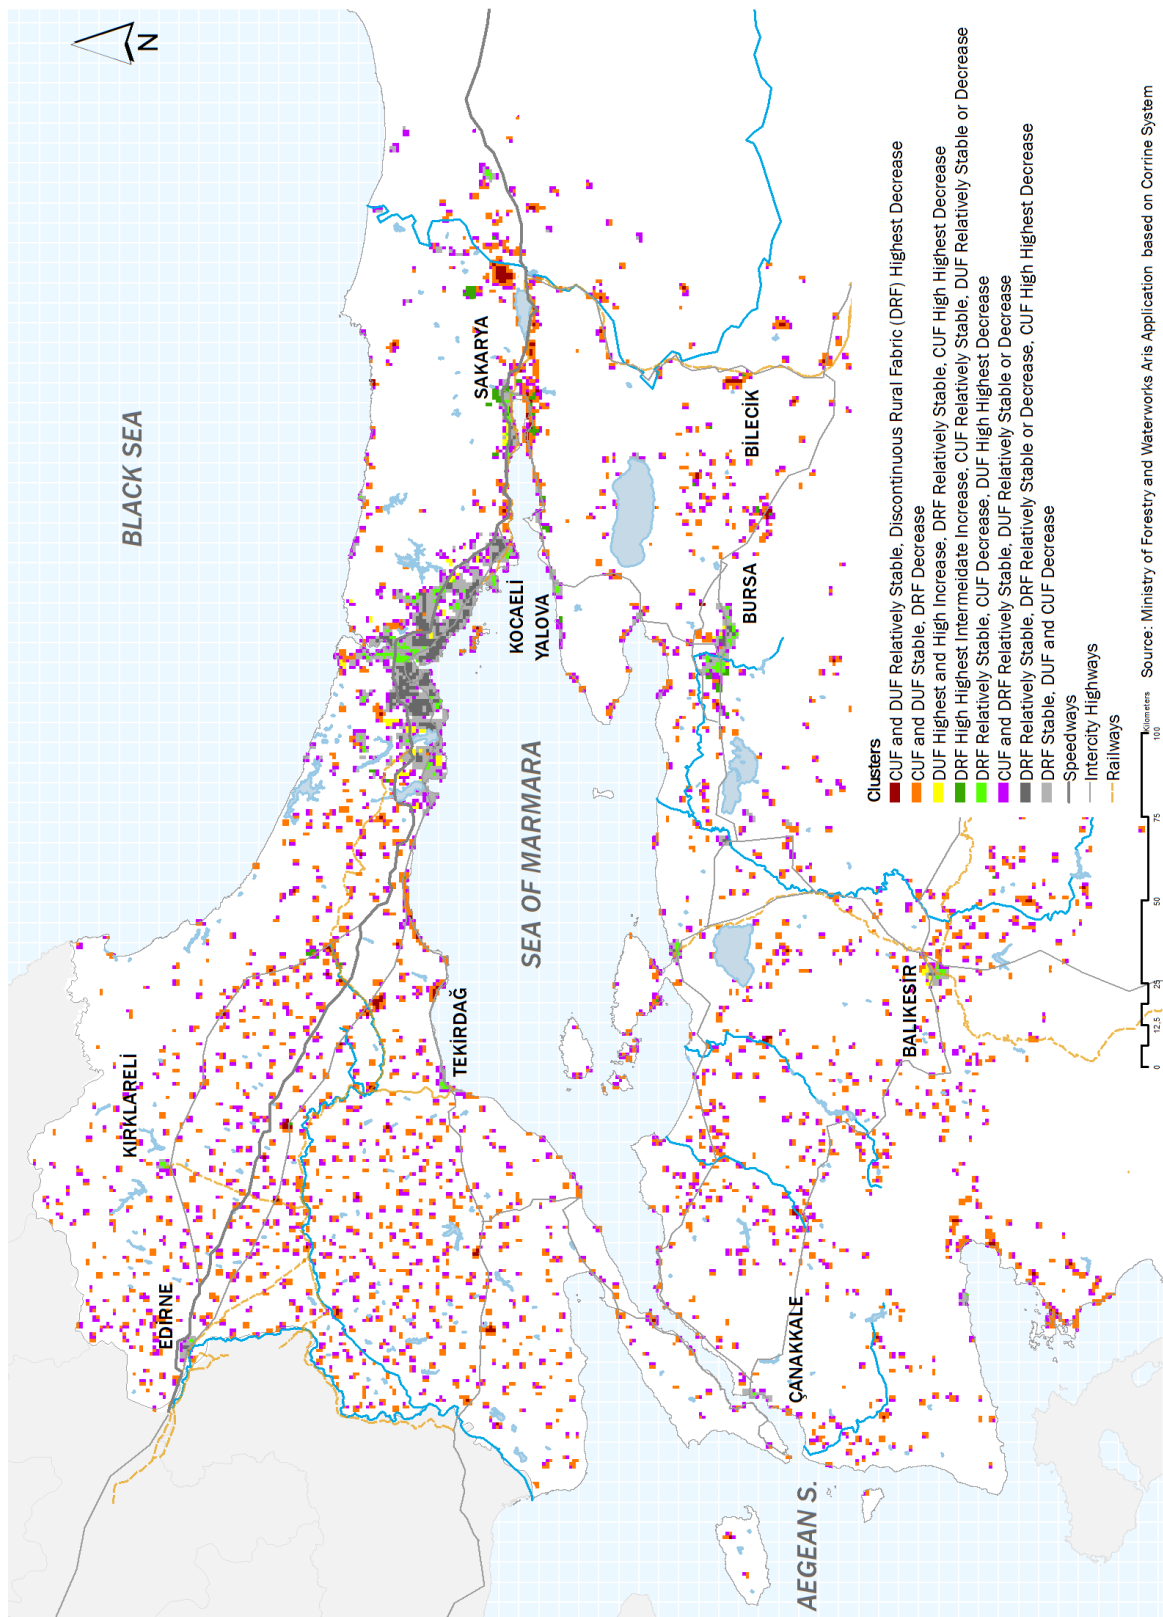 N
BLACK SEA
KIRKLARELİ
EDIRNE
SAKARYA
KOCAELİ
YALOVA
TEKİRDAĞ
SEA OF MARMARA
BİLECİK
BURSA
BALIKESİR
ÇANAKKALE
AEGEAN S.
Clusters
CUF and DUF Relatively Stable, Discontinuous Rural Fabric (DRF) Highest Decrease
CUF and DUF Stable, DRF Decrease
DUF Highest and High Increase, DRF Relatively Stable, CUF High Highest Decrease
DRF High Highest Intermeidate Increase, CUF Relatively Stable, DUF Relatively Stable or Decrease
DRF Relatively Stable, CUF Decrease, DUF High Highest Decrease
CUF and DRF Relatively Stable, DUF Relatively Stable or Decrease
DRF Relatively Stable, DRF Relatively Stable or Decrease, CUF High Highest Decrease
DRF Stable, DUF and CUF Decrease
Speedways
Intercity Highways
Railways
0 12,5 25 50 75 100
Kilometers
Source: Ministry of Forestry and Waterworks Aris Application based on Corrine System